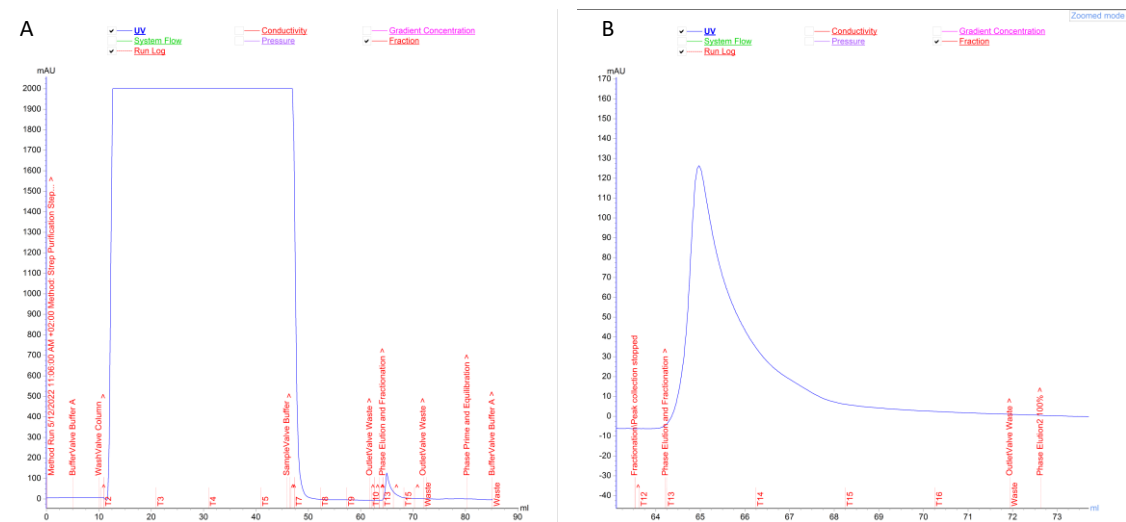 A
UV
Conductivity
Gradient Concentration
System Flow
Pressure
Fraction
Run Log
mAU
2000
1900
1800
1700
1600
1500
1400
1300
1200
1100
1000
900
800
700
600
500
400
300
200
100
0
Method Run 5/12/2022 11:06:00 AM +02:00 Method: Strep Purification Step... >
BufferValve Buffer A
WashValve Column >
SampleValve Buffer >
OutletValve Waste >
Phase Elution and Fractionation >
OutletValve Waste >
Phase Prime and Equilibration >
BufferValve Buffer A >
T2
T3
T4
T5
T7
T8
T9
T10
T13
T15
Waste
Waste
0 10 20 30 40 50 60 70 80 90 ml
B
Zoomed mode
UV
Conductivity
Gradient Concentration
System Flow
Pressure
Fraction
Run Log
mAU
170
160
150
140
130
120
110
100
90
80
70
60
50
40
30
20
10
0
-10
-20
-30
-40
Fractionation\Peak collection stopped
Phase Elution and Fractionation >
OutletValve Waste >
Phase Elution2 100% >
T12
T13
T14
T15
T16
Waste
64 65 66 67 68 69 70 71 72 73 ml